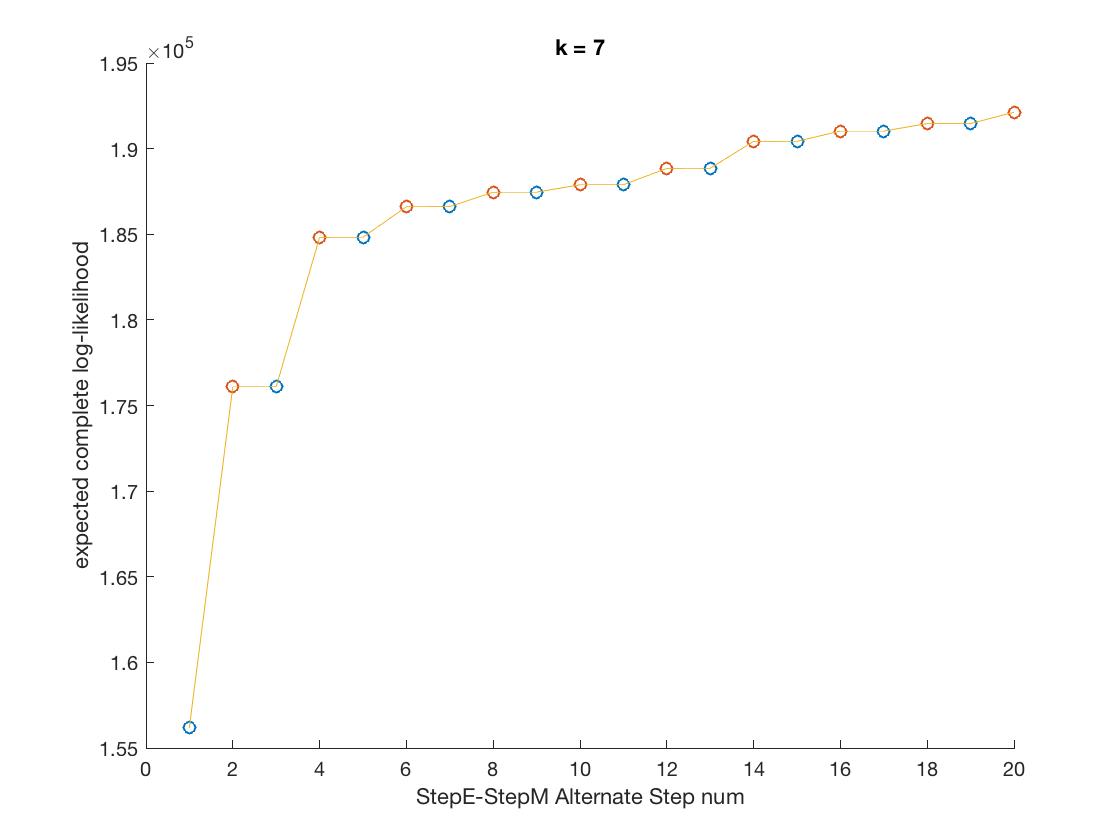 k = 7
×10^5
1.95
1.9
1.85
1.8
1.75
1.7
1.65
1.6
1.55
expected complete log-likelihood
0 2 4 6 8 10 12 14 16 18 20
StepE-StepM Alternate Step num